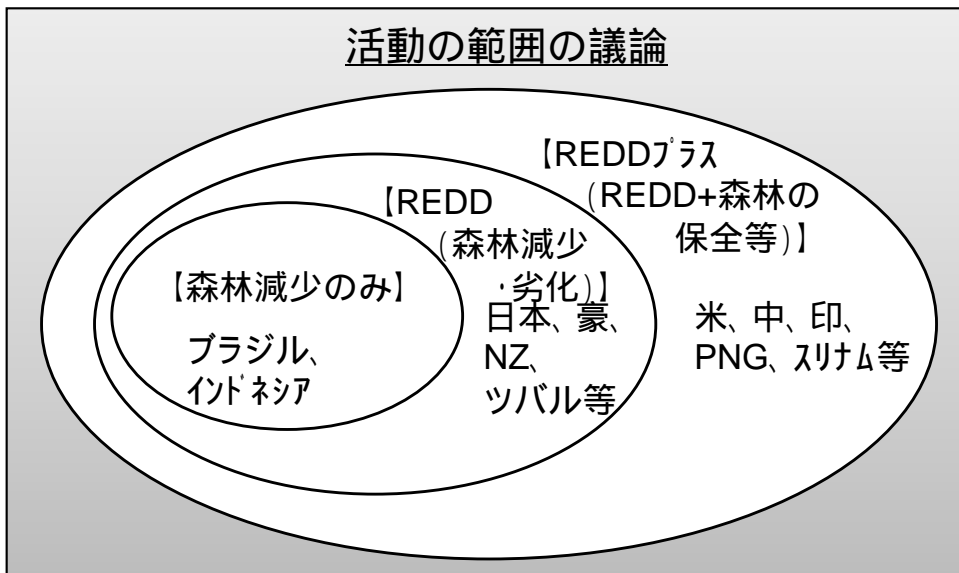 活動の範囲の議論
【REDDﾌﾟﾗｽ
(REDD+森林の
保全等)】
【REDD
(森林減少
・劣化)】
日本、豪、
NZ、
ツバル等
【森林減少のみ】
ブラジル、
ｲﾝﾄﾞﾈｼｱ
米、中、印、
PNG、ｽﾘﾅﾑ等